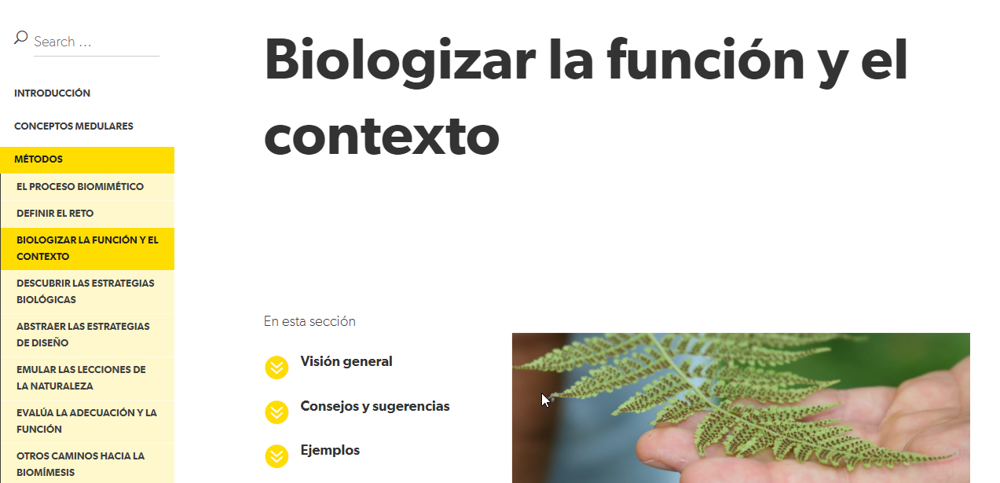 Search ...
INTRODUCCIÓN
CONCEPTOS MEDULARES
MÉTODOS
EL PROCESO BIOMIMÉTICO
DEFINIR EL RETO
BIOLOGIZAR LA FUNCIÓN Y EL
CONTEXTO
DESCUBRIR LAS ESTRATEGIAS
BIOLÓGICAS
ABSTRAER LAS ESTRATEGIAS
DE DISEÑO
EMULAR LAS LECCIONES DE
LA NATURALEZA
EVALÚA LA ADECUACIÓN Y LA
FUNCIÓN
OTROS CAMINOS HACIA LA
BIOMÍMESIS
Biologizar la función y el
contexto
En esta sección
Visión general
Consejos y sugerencias
Ejemplos